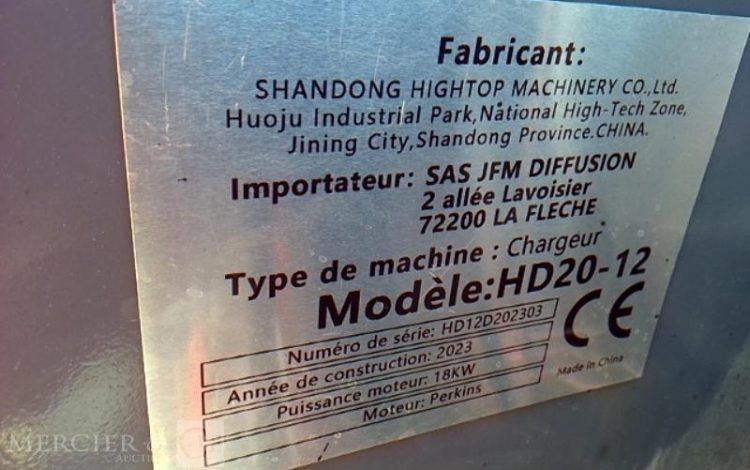 Fabricant:
SHANDONG HIGHTOP MACHINERY CO.,Ltd.
Huoju Industrial Park,National High-Tech Zone,
Jining City,Shandong Province.CHINA.
Importateur: SAS JFM DIFFUSION
2 allée Lavoisier
72200 LA FLECHE
Type de machine : Chargeur
Modèle:HD20-12
Numéro de série: HD12D202303
Année de construction: 2023
Puissance moteur: 18KW
Moteur: Perkins
CE
Made in China
MERCIER
AUCTION